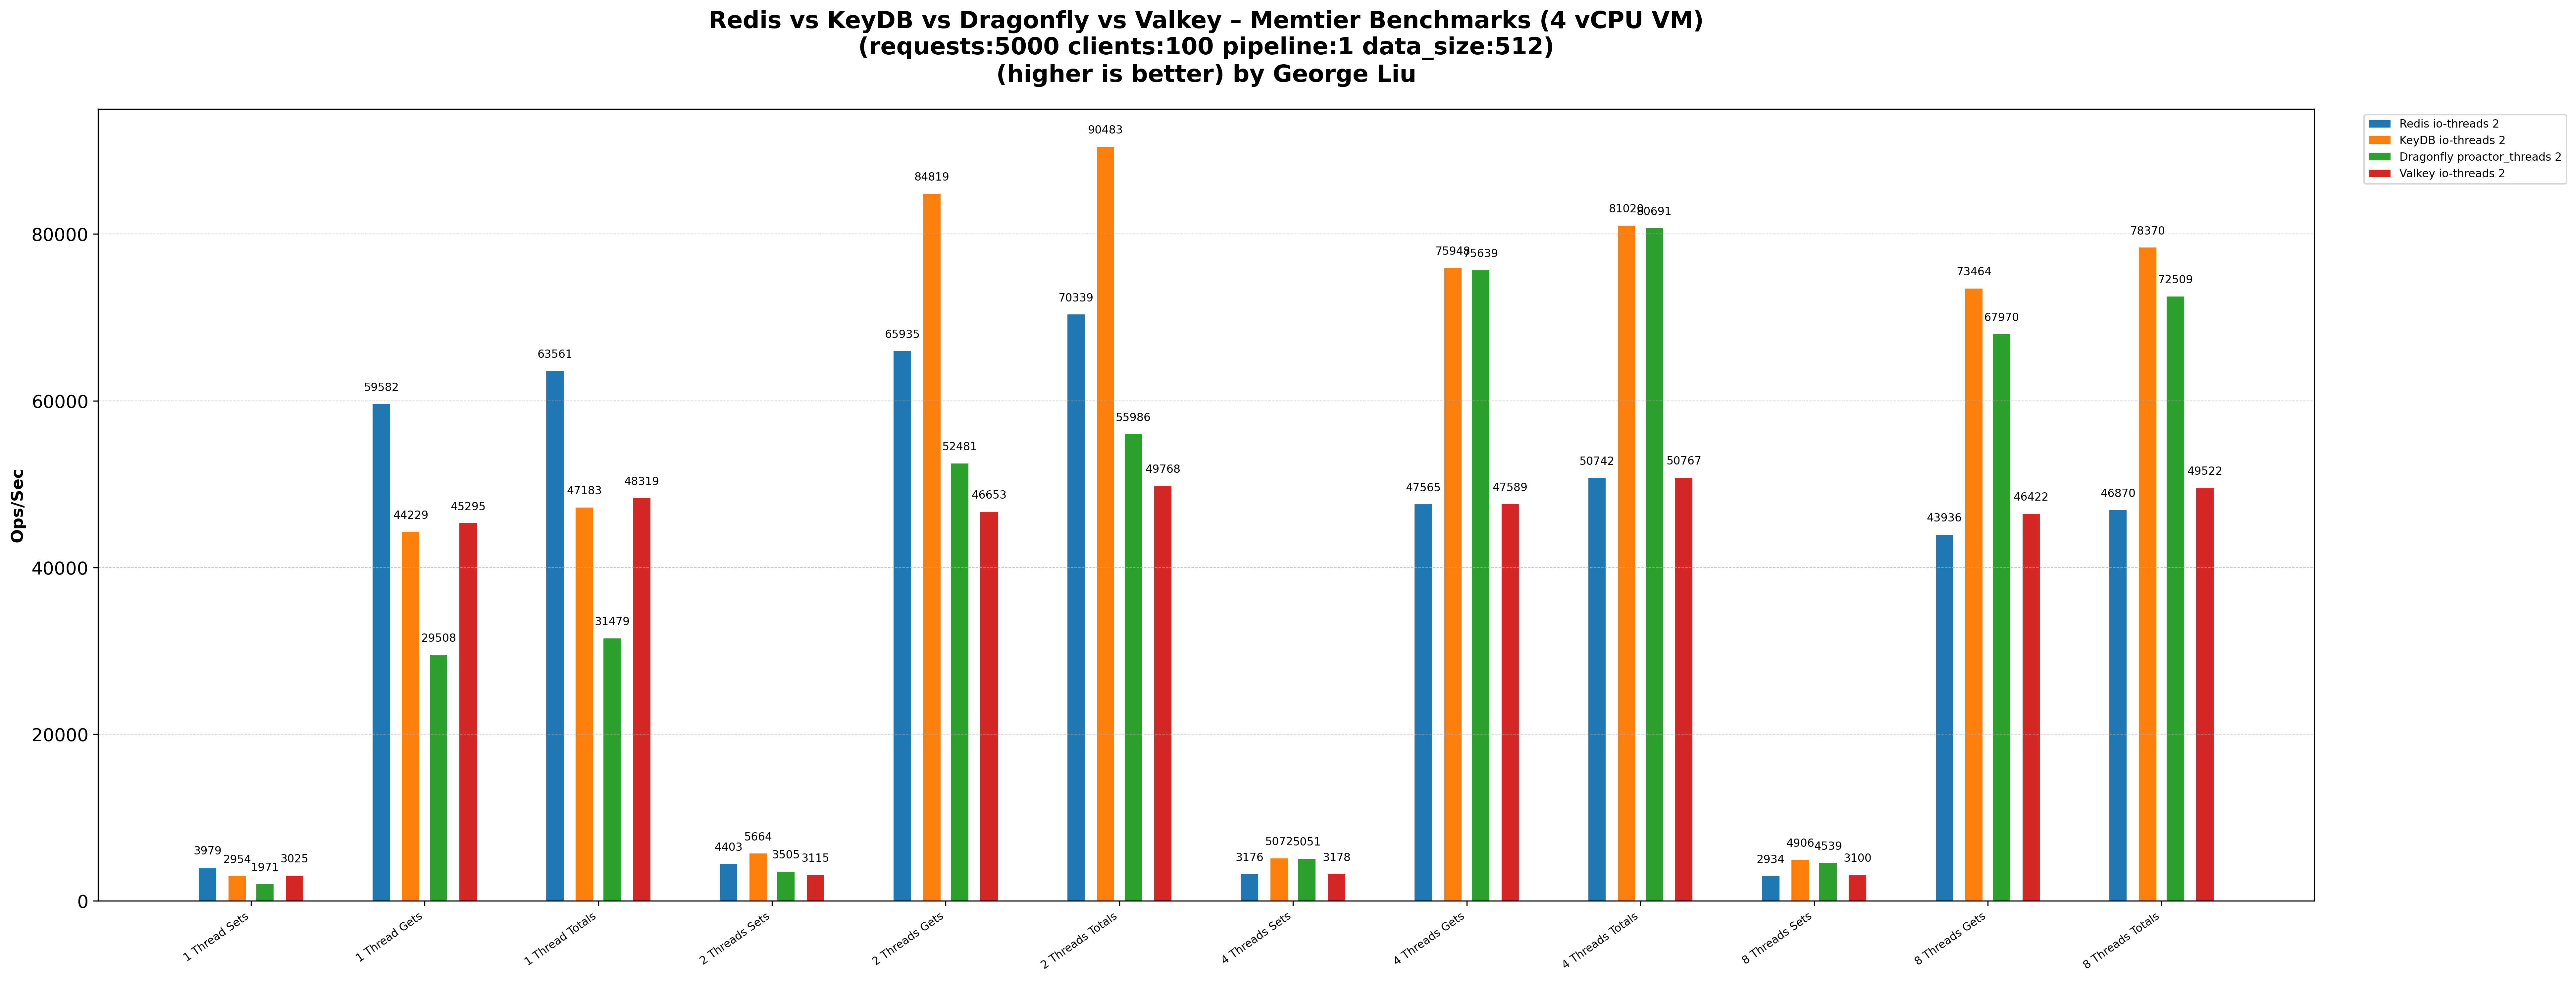 Redis vs KeyDB vs Dragonfly vs Valkey – Memtier Benchmarks (4 vCPU VM)
(requests:5000 clients:100 pipeline:1 data_size:512)
(higher is better) by George Liu
Redis io-threads 2
KeyDB io-threads 2
Dragonfly proactor_threads 2
Valkey io-threads 2
Ops/Sec
80000
60000
40000
20000
0
3979
2954
1971
3025
59582
44229
29508
45295
63561
47183
31479
48319
4403
5664
3505
3115
65935
84819
52481
46653
70339
90483
55986
49768
3176
5072
5051
3178
47565
75948
75639
47589
50742
81020
80691
50767
2934
4906
4539
3100
43936
73464
67970
46422
46870
78370
72509
49522
1 Thread Sets
1 Thread Gets
1 Thread Totals
2 Threads Sets
2 Threads Gets
2 Threads Totals
4 Threads Sets
4 Threads Gets
4 Threads Totals
8 Threads Sets
8 Threads Gets
8 Threads Totals